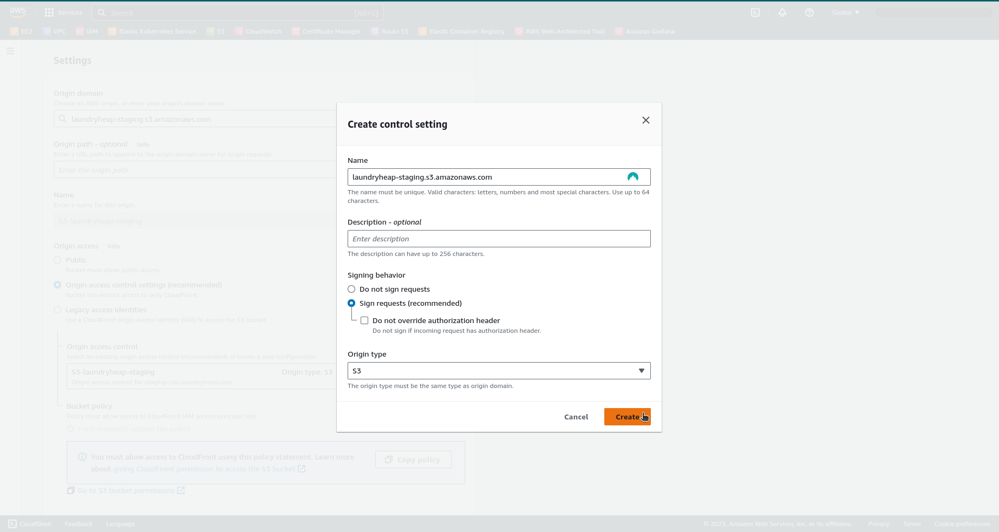 aws
Services
Search
[Alt+S]
Global
EC2
VPC
IAM
Elastic Kubernetes Service
S3
CloudWatch
Certificate Manager
Route 53
Elastic Container Registry
AWS Well-Architected Tool
Amazon Grafana
Settings
Origin domain
Choose an AWS origin, or enter your origin's domain name.
laundryheap-staging.s3.amazonaws.com
Origin path - optional Info
Enter a URL path to append to the origin domain name for origin requests.
Enter the origin path
Name
Enter a name for this origin.
S3-laundryheap-staging
Origin access Info
Public
Bucket must allow public access.
Origin access control settings (recommended)
Bucket can restrict access to only CloudFront.
Legacy access identities
Use a CloudFront origin access identity (OAI) to access the S3 bucket.
Origin access control
Select an existing origin access control (recommended) or create a new configuration.
S3-laundryheap-staging Origin type: S3
Origin access control for staging-cdn.laundryheap.com
Bucket policy
Policy must allow access to CloudFront IAM service principal role.
I will manually update the policy
You must allow access to CloudFront using this policy statement. Learn more
about giving CloudFront permission to access the S3 bucket.
Copy policy
Go to S3 bucket permissions
Create control setting
Name
laundryheap-staging.s3.amazonaws.com
The name must be unique. Valid characters: letters, numbers and most special characters. Use up to 64
characters.
Description - optional
Enter description
The description can have up to 256 characters.
Signing behavior
Do not sign requests
Sign requests (recommended)
Do not override authorization header
Do not sign if incoming request has authorization header.
Origin type
S3
The origin type must be the same type as origin domain.
Cancel
Create
CloudShell
Feedback
Language
© 2023, Amazon Web Services, Inc. or its affiliates.
Privacy
Terms
Cookie preferences